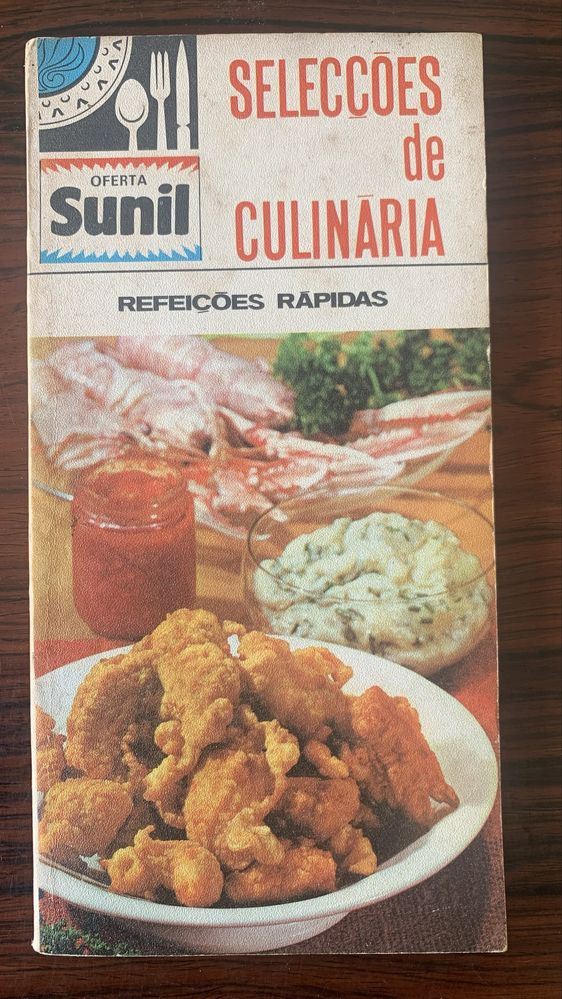 SELECÇÕES
de
CULINÁRIA
OFERTA
Sunil
REFEIÇÕES RÁPIDAS